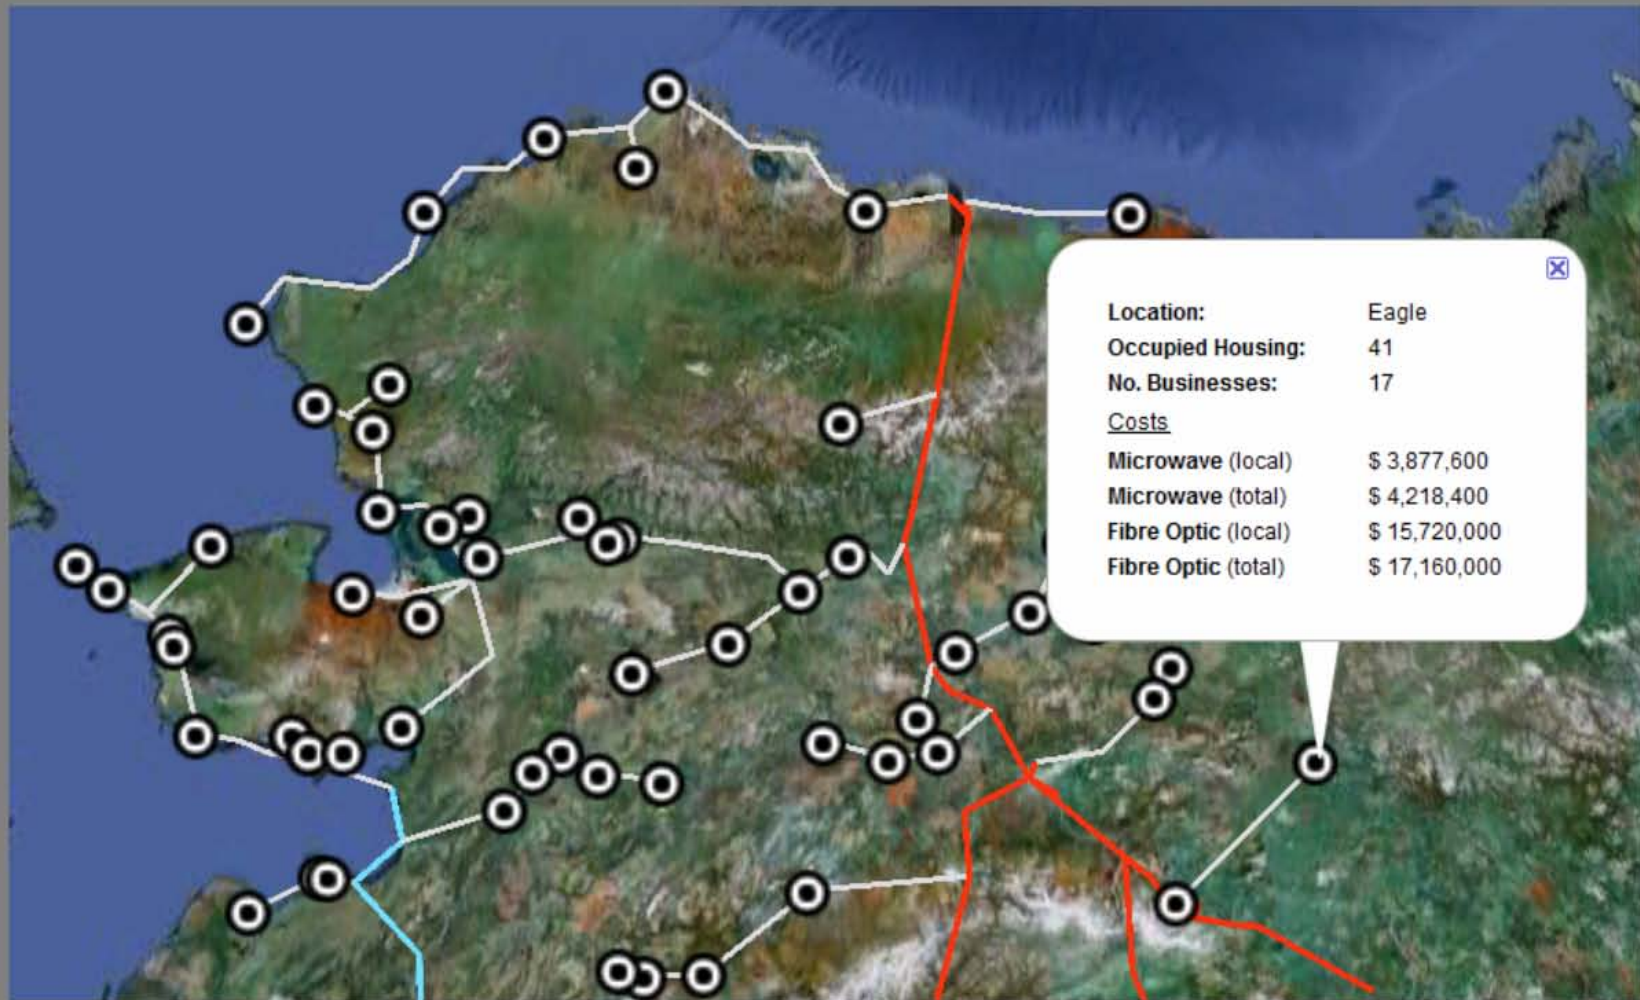 Location: Eagle
Occupied Housing: 41
No. Businesses: 17
Costs
Microwave (local) $ 3,877,600
Microwave (total) $ 4,218,400
Fibre Optic (local) $ 15,720,000
Fibre Optic (total) $ 17,160,000